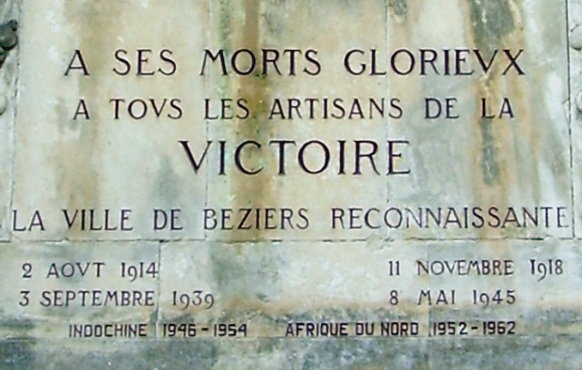 A SES MORTS GLORIEVX
A TOVS LES ARTISANS DE LA
VICTOIRE
LA VILLE DE BEZIERS RECONNAISSANTE
2 AOVT 1914 11 NOVEMBRE 1918
3 SEPTEMBRE 1939 8 MAI 1945
INDOCHINE 1946-1954 AFRIQUE DU NORD 1952-1962